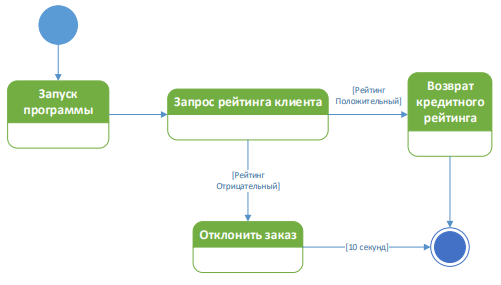 Запуск
программы
Запрос рейтинга клиента
[Рейтинг
Положительный]
Возврат
кредитного
рейтинга
[Рейтинг
Отрицательный]
Отклонить заказ
[10 секунд]